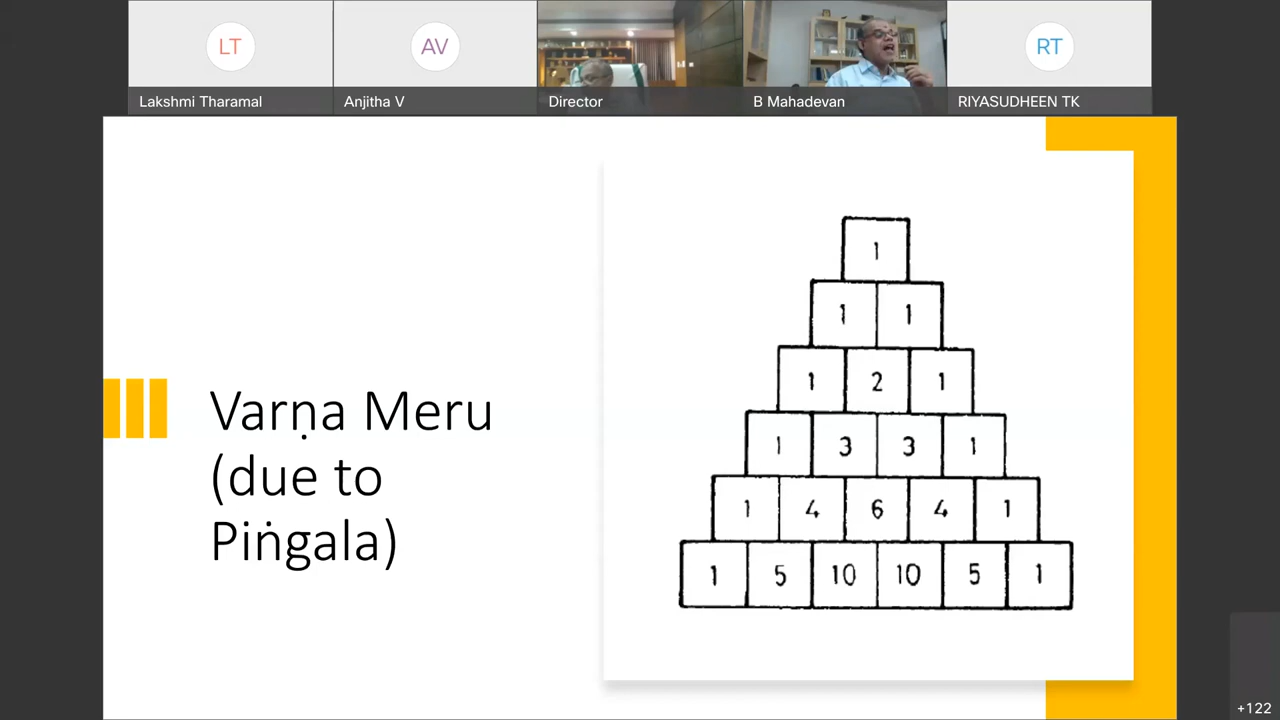 LT
AV
RT
Lakshmi Tharamal
Anjitha V
Director
B Mahadevan
RIYASUDHEEN TK
Varṇa Meru
(due to
Piṅgala)
1
1 1
1 2 1
1 3 3 1
1 4 6 4 1
1 5 10 10 5 1
+122